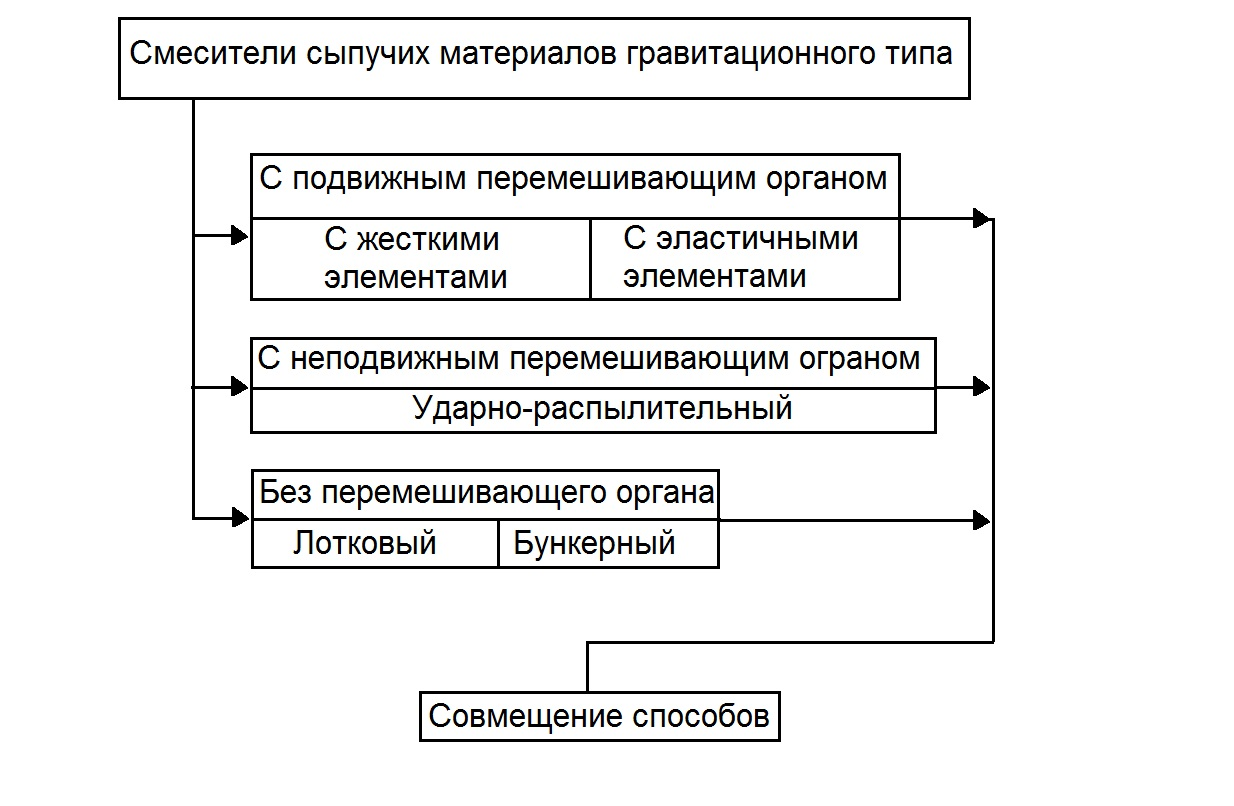 Смесители сыпучих материалов гравитационного типа
С подвижным перемешивающим органом
С жесткими
элементами
С эластичными
элементами
С неподвижным перемешивающим ограном
Ударно-распылительный
Без перемешивающего органа
Лотковый
Бункерный
Совмещение способов